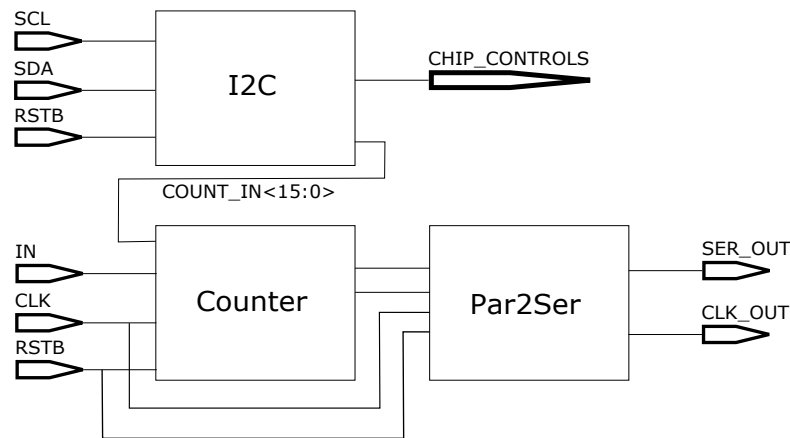 SCL
SDA
RSTB
I2C
CHIP_CONTROLS
COUNT_IN<15:0>
IN
CLK
RSTB
Counter
Par2Ser
SER_OUT
CLK_OUT